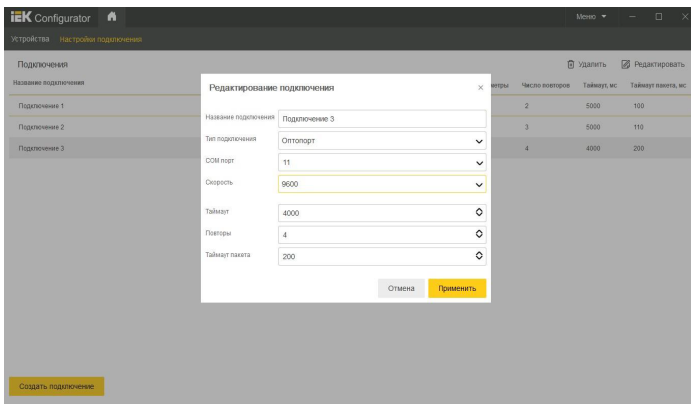 iEK Configurator Меню
Устройства Настройки подключения
Подключения Удалить Редактировать
Название подключения Число повторов Таймаут, мс Таймаут пакета, мс
Подключение 1 2 5000 100
Подключение 2 3 5000 110
Подключение 3 4 4000 200
Редактирование подключения ×
Название подключения Подключение 3
Тип подключения Оптопорт
COM порт 11
Скорость 9600
Таймаут 4000
Повторы 4
Таймаут пакета 200
Отмена Применить
Создать подключение